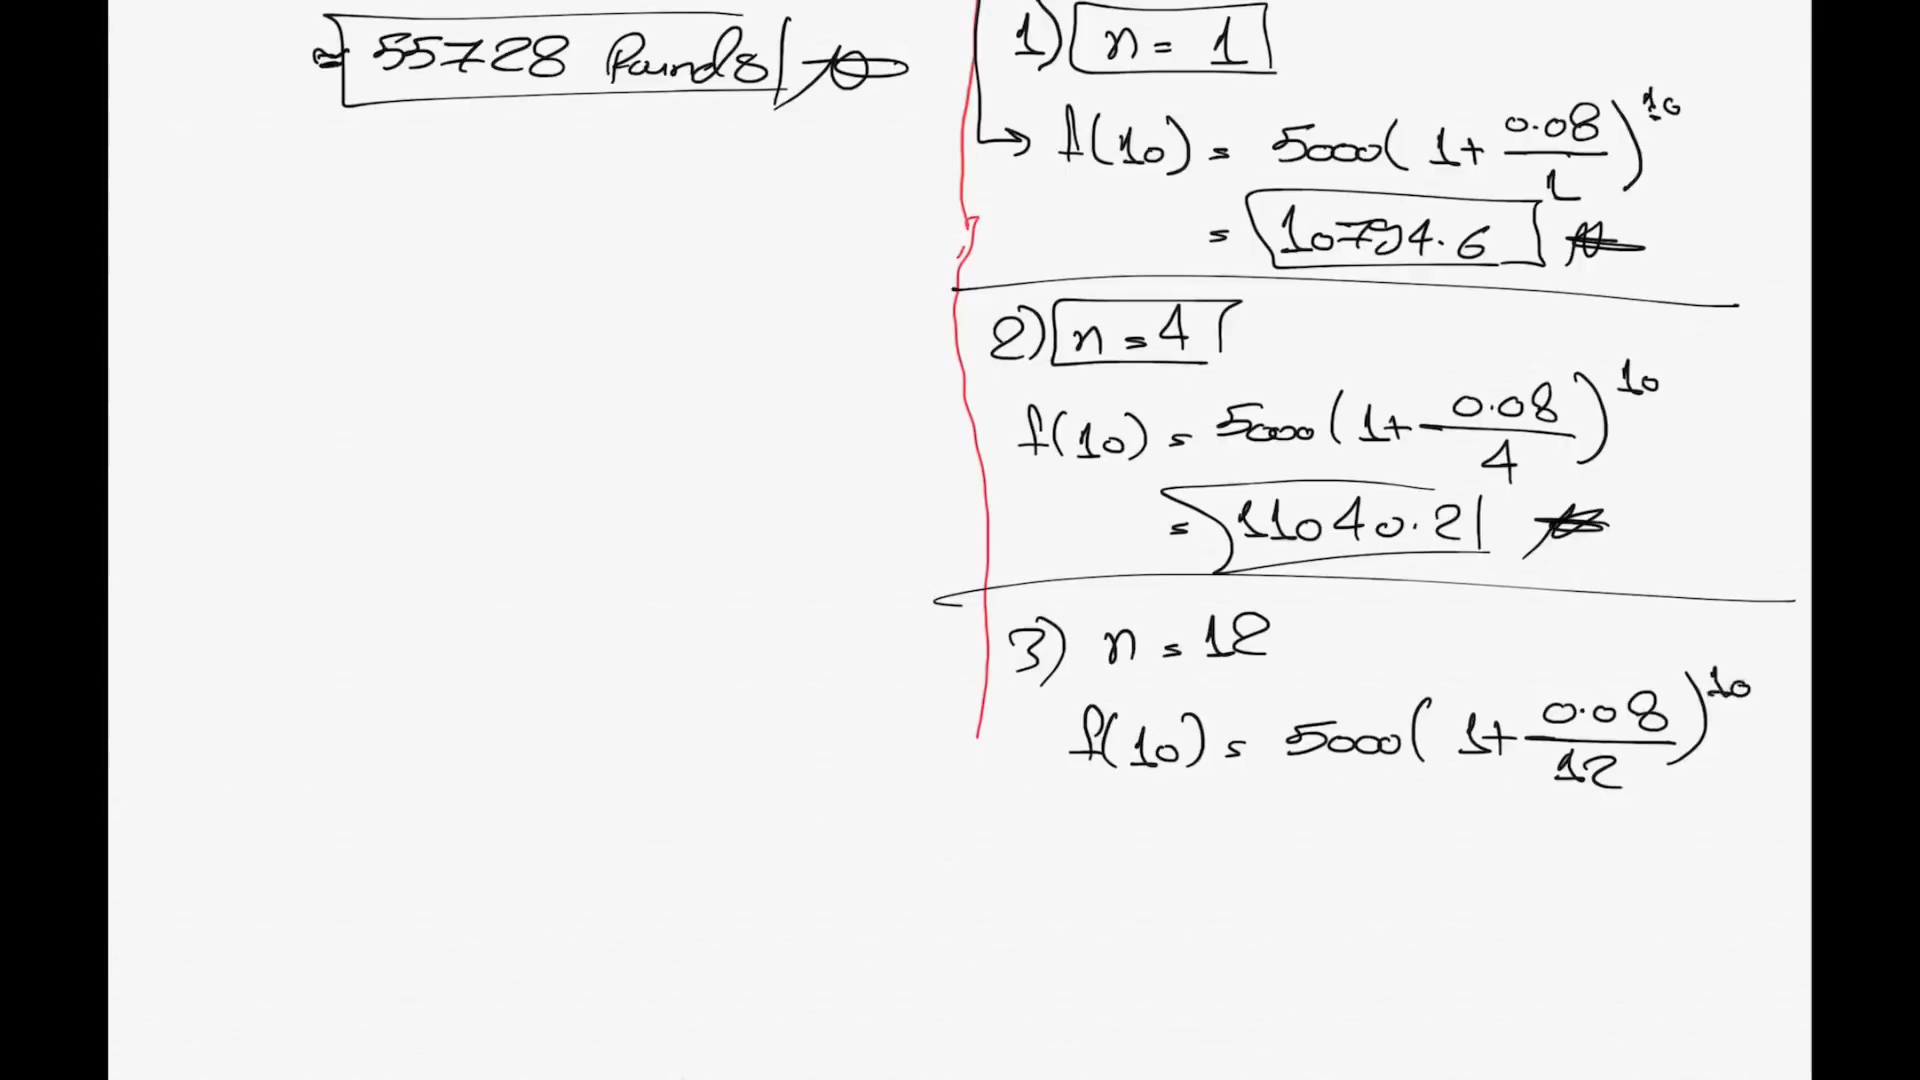 ≈ 55728 Pounds
1) n = 1
→ f(10) = 5000(1+ 0.08/1)^10
= 10794.6
2) n = 4
f(10) = 5000(1+ 0.08/4)^10
= 11040.2
3) n = 12
f(10) = 5000(1+ 0.08/12)^10